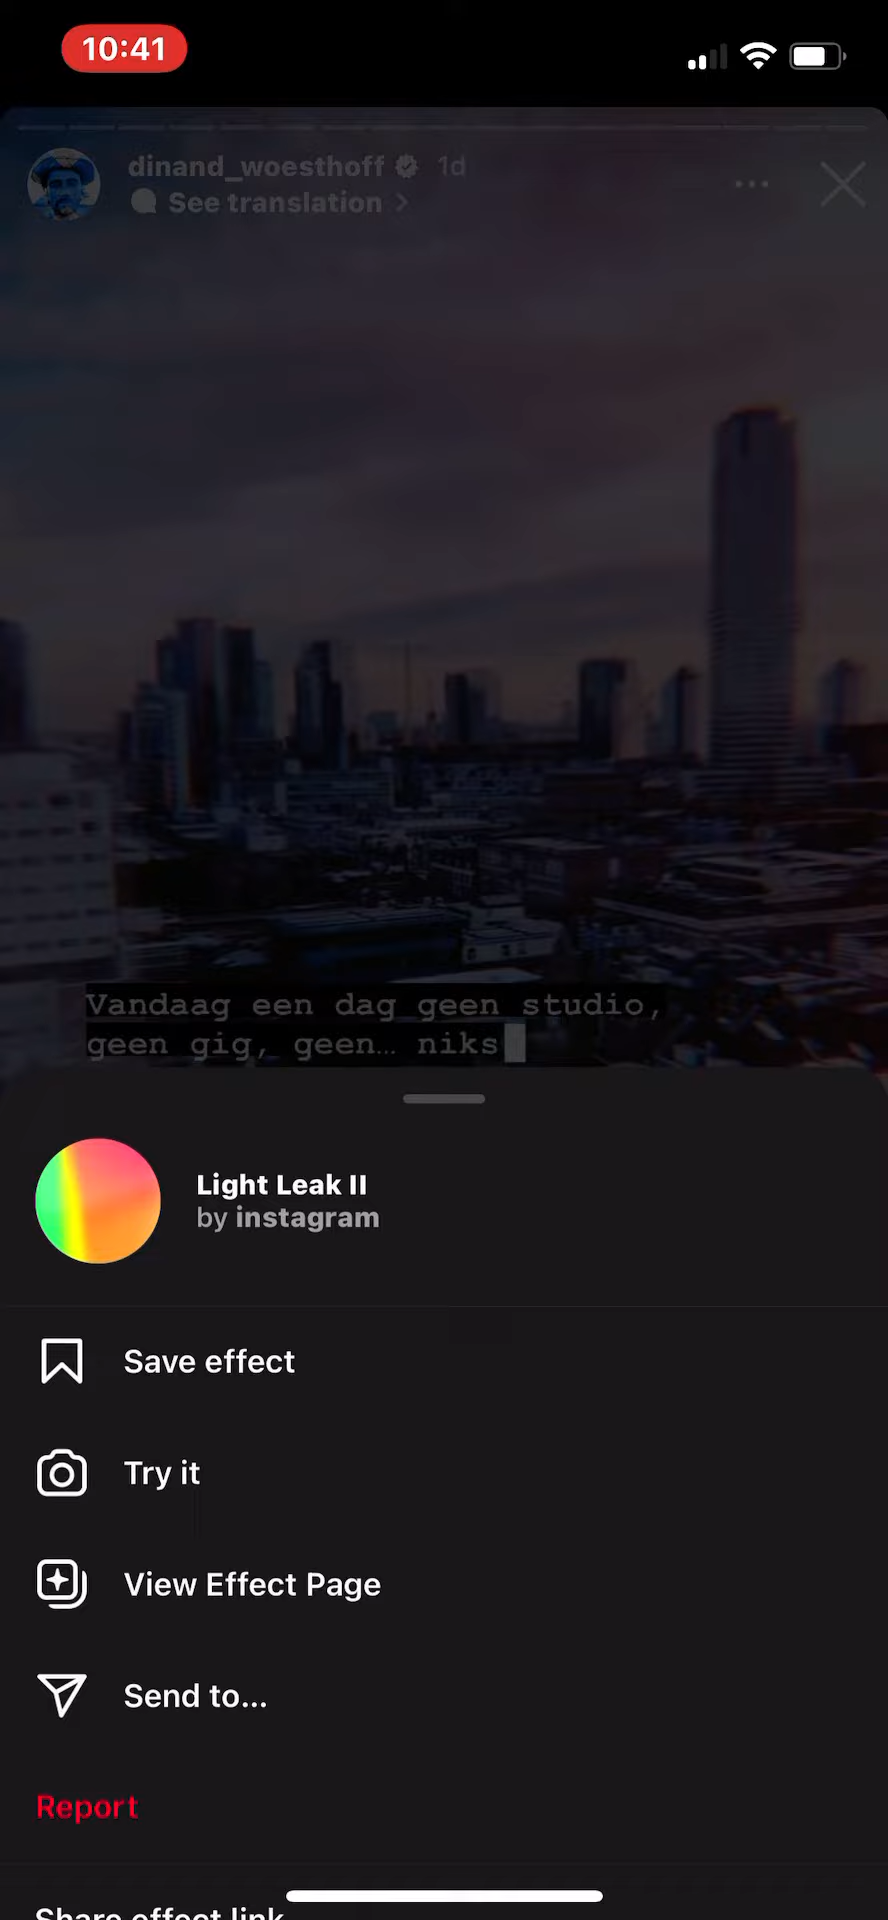 10:41
dinand_woesthoff 1d
See translation
Vandaag een dag geen studio,
geen gig, geen… niks
Light Leak II
by instagram
Save effect
Try it
View Effect Page
Send to...
Report
Share effect link